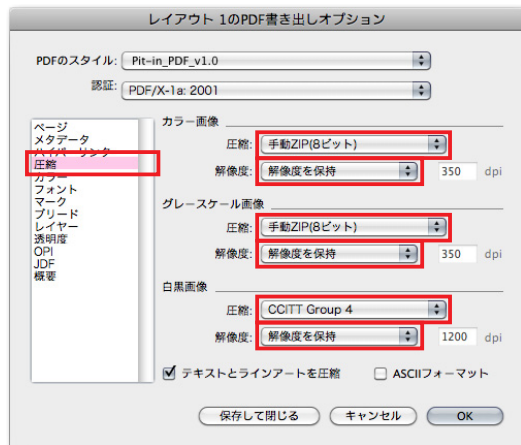 レイアウト 1のPDF書き出しオプション
PDFのスタイル: Pit-in_PDF_v1.0
認証: PDF/X-1a: 2001
ページ
メタデータ
ハイパーリンク
圧縮
カラー
フォント
マーク
ブリード
レイヤー
透明度
OPI
JDF
概要
カラー画像
圧縮: 手動ZIP(8ビット)
解像度: 解像度を保持 350 dpi
グレースケール画像
圧縮: 手動ZIP(8ビット)
解像度: 解像度を保持 350 dpi
白黒画像
圧縮: CCITT Group 4
解像度: 解像度を保持 1200 dpi
テキストとラインアートを圧縮 ASCIIフォーマット
保存して閉じる キャンセル OK